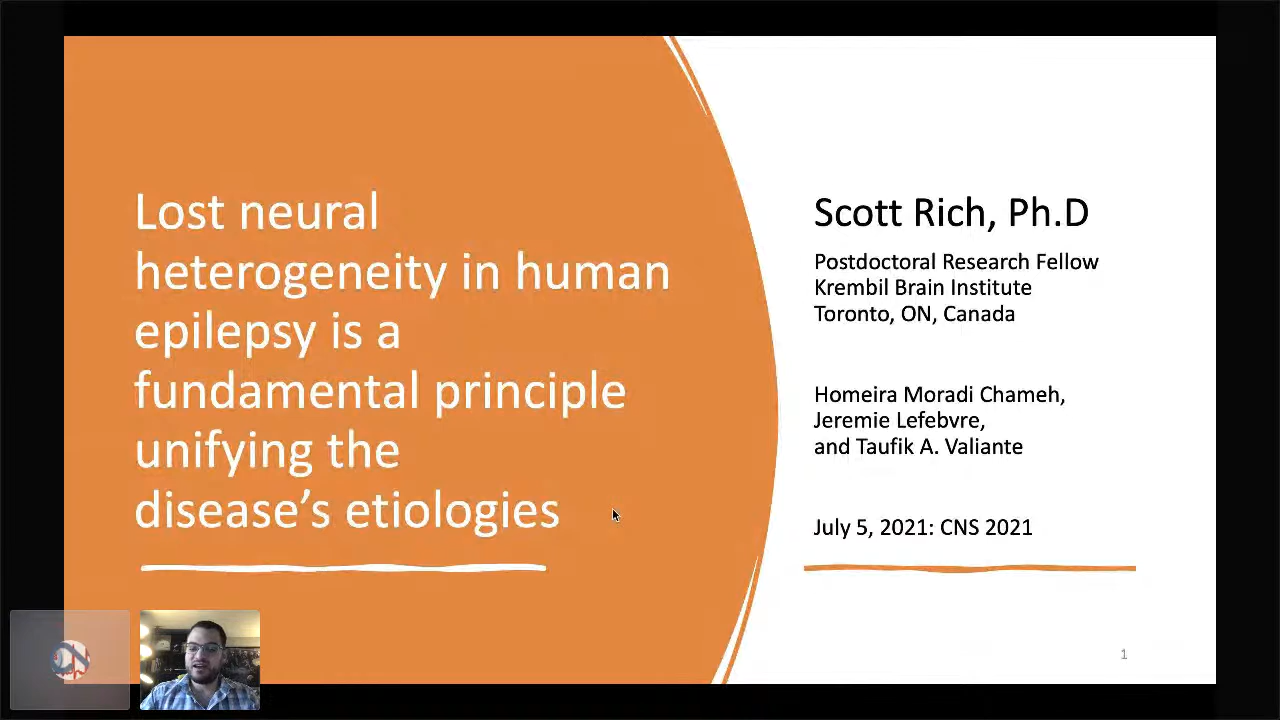 Lost neural
heterogeneity in human
epilepsy is a
fundamental principle
unifying the
disease’s etiologies
Scott Rich, Ph.D
Postdoctoral Research Fellow
Krembil Brain Institute
Toronto, ON, Canada
Homeira Moradi Chameh,
Jeremie Lefebvre,
and Taufik A. Valiante
July 5, 2021: CNS 2021
1